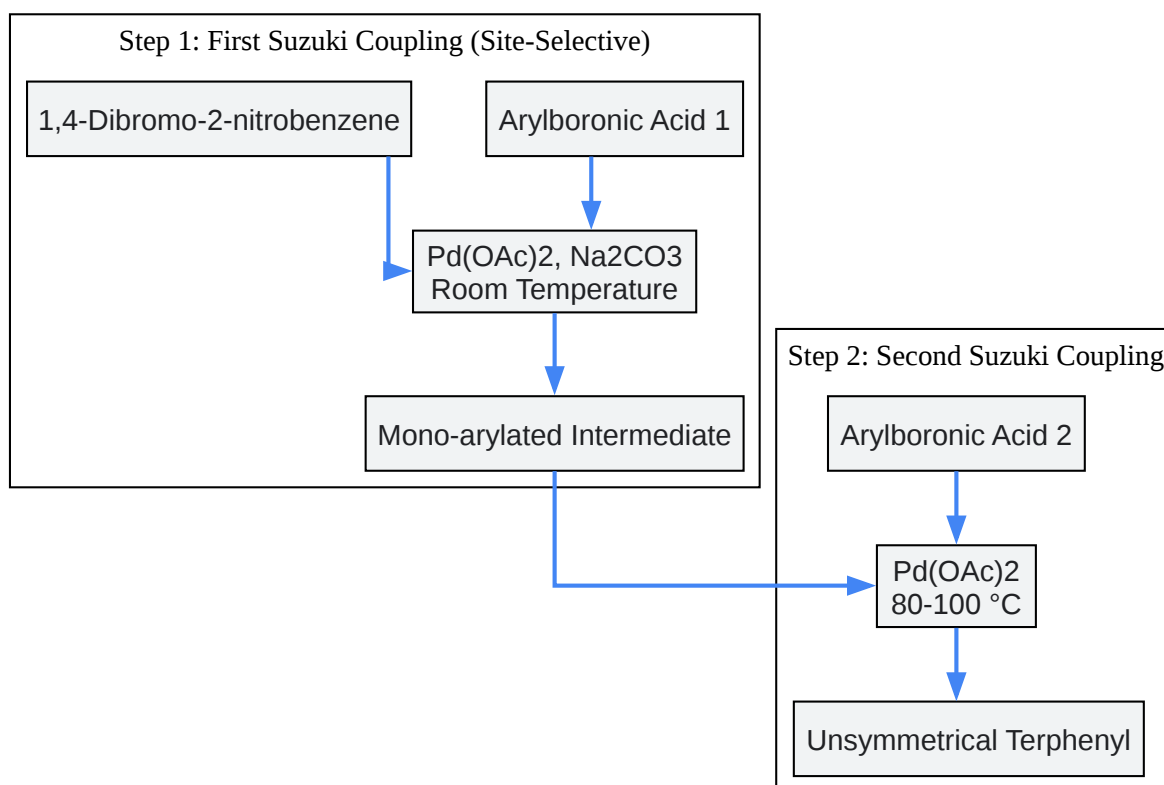 Step 1: First Suzuki Coupling (Site-Selective)
1,4-Dibromo-2-nitrobenzene
Arylboronic Acid 1
Pd(OAc)2, Na2CO3
Room Temperature
Mono-arylated Intermediate
Step 2: Second Suzuki Coupling
Arylboronic Acid 2
Pd(OAc)2
80-100 °C
Unsymmetrical Terphenyl